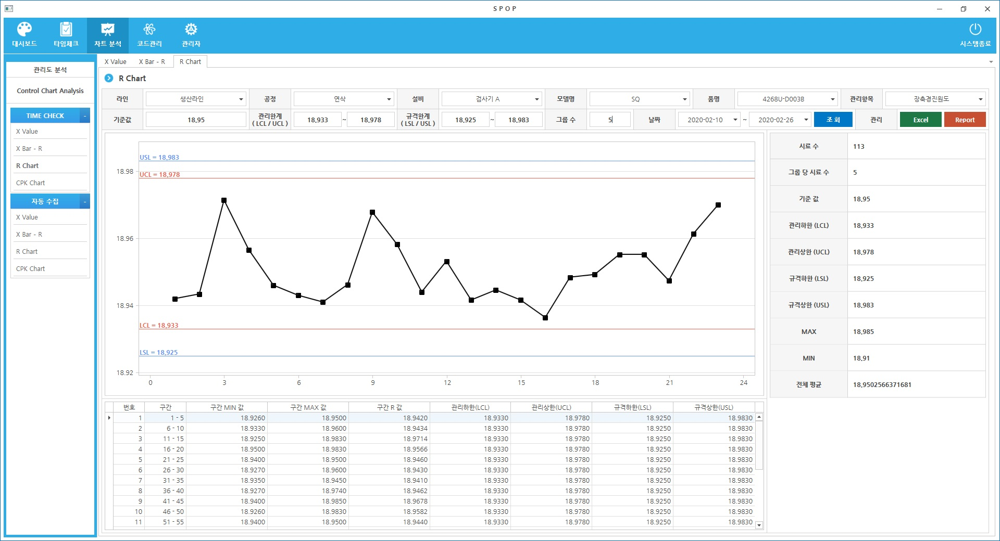 SPOP
대시보드 타임체크 차트 분석 코드관리 관리자 시스템종료
관리도 분석
Control Chart Analysis
TIME CHECK -
X Value
X Bar - R
R Chart
CPK Chart
자동 수집 -
X Value
X Bar - R
R Chart
CPK Chart
X Value X Bar - R R Chart
R Chart
라인 생산라인 공정 연삭 설비 검사기 A 모델명 SQ 품명 4268U-D003B 관리항목 장축경진원도
기준값 18.95 관리한계 ( LCL / UCL ) 18.933 ~ 18.978 규격한계 ( LSL / USL ) 18.925 ~ 18.983 그룹 수 5 날짜 2020-02-10 ~ 2020-02-26 조 회 관리 Excel Report
USL = 18.983
18.98
UCL = 18.978
18.96
18.94
LCL = 18.933
LSL = 18.925
18.92
0 3 6 9 12 15 18 21 24
시료 수 113
그룹 당 시료 수 5
기준 값 18.95
관리하한 (LCL) 18.933
관리상한 (UCL) 18.978
규격하한 (LSL) 18.925
규격상한 (USL) 18.983
MAX 18.985
MIN 18.91
전체 평균 18.9502566371681
번호 구간 구간 MIN 값 구간 MAX 값 구간 R 값 관리하한(LCL) 관리상한(UCL) 규격하한(LSL) 규격상한(USL)
1 1 - 5 18.9260 18.9500 18.9420 18.9330 18.9780 18.9250 18.9830
2 6 - 10 18.9330 18.9600 18.9434 18.9330 18.9780 18.9250 18.9830
3 11 - 15 18.9250 18.9830 18.9714 18.9330 18.9780 18.9250 18.9830
4 16 - 20 18.9500 18.9830 18.9566 18.9330 18.9780 18.9250 18.9830
5 21 - 25 18.9400 18.9500 18.9460 18.9330 18.9780 18.9250 18.9830
6 26 - 30 18.9270 18.9600 18.9430 18.9330 18.9780 18.9250 18.9830
7 31 - 35 18.9350 18.9450 18.9410 18.9330 18.9780 18.9250 18.9830
8 36 - 40 18.9270 18.9740 18.9462 18.9330 18.9780 18.9250 18.9830
9 41 - 45 18.9400 18.9850 18.9678 18.9330 18.9780 18.9250 18.9830
10 46 - 50 18.9260 18.9830 18.9582 18.9330 18.9780 18.9250 18.9830
11 51 - 55 18.9400 18.9500 18.9440 18.9330 18.9780 18.9250 18.9830